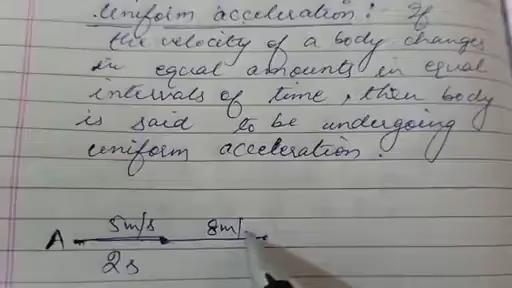 Uniform acceleration: If
the velocity of a body changes
in equal amounts in equal
intervals of time, then body
is said to be undergoing
uniform acceleration.
5m/s 8m/
A
2s